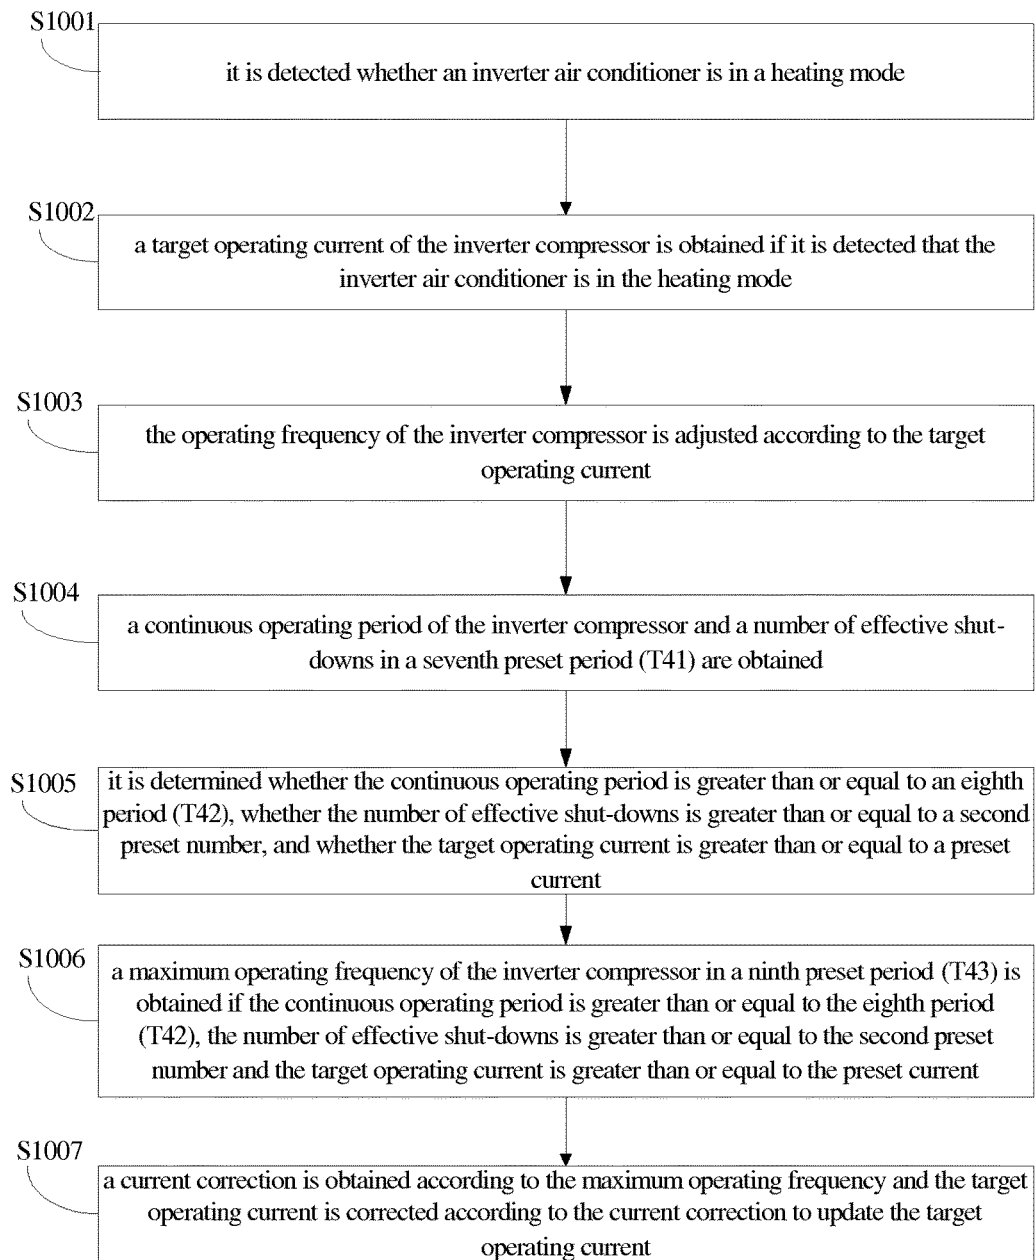 S1001
it is detected whether an inverter air conditioner is in a heating mode
S1002
a target operating current of the inverter compressor is obtained if it is detected that the
inverter air conditioner is in the heating mode
S1003
the operating frequency of the inverter compressor is adjusted according to the target
operating current
S1004
a continuous operating period of the inverter compressor and a number of effective shut-
downs in a seventh preset period (T41) are obtained
S1005
it is determined whether the continuous operating period is greater than or equal to an eighth
period (T42), whether the number of effective shut-downs is greater than or equal to a second
preset number, and whether the target operating current is greater than or equal to a preset
current
S1006
a maximum operating frequency of the inverter compressor in a ninth preset period (T43) is
obtained if the continuous operating period is greater than or equal to the eighth period
(T42), the number of effective shut-downs is greater than or equal to the second preset
number and the target operating current is greater than or equal to the preset current
S1007
a current correction is obtained according to the maximum operating frequency and the target
operating current is corrected according to the current correction to update the target
operating current